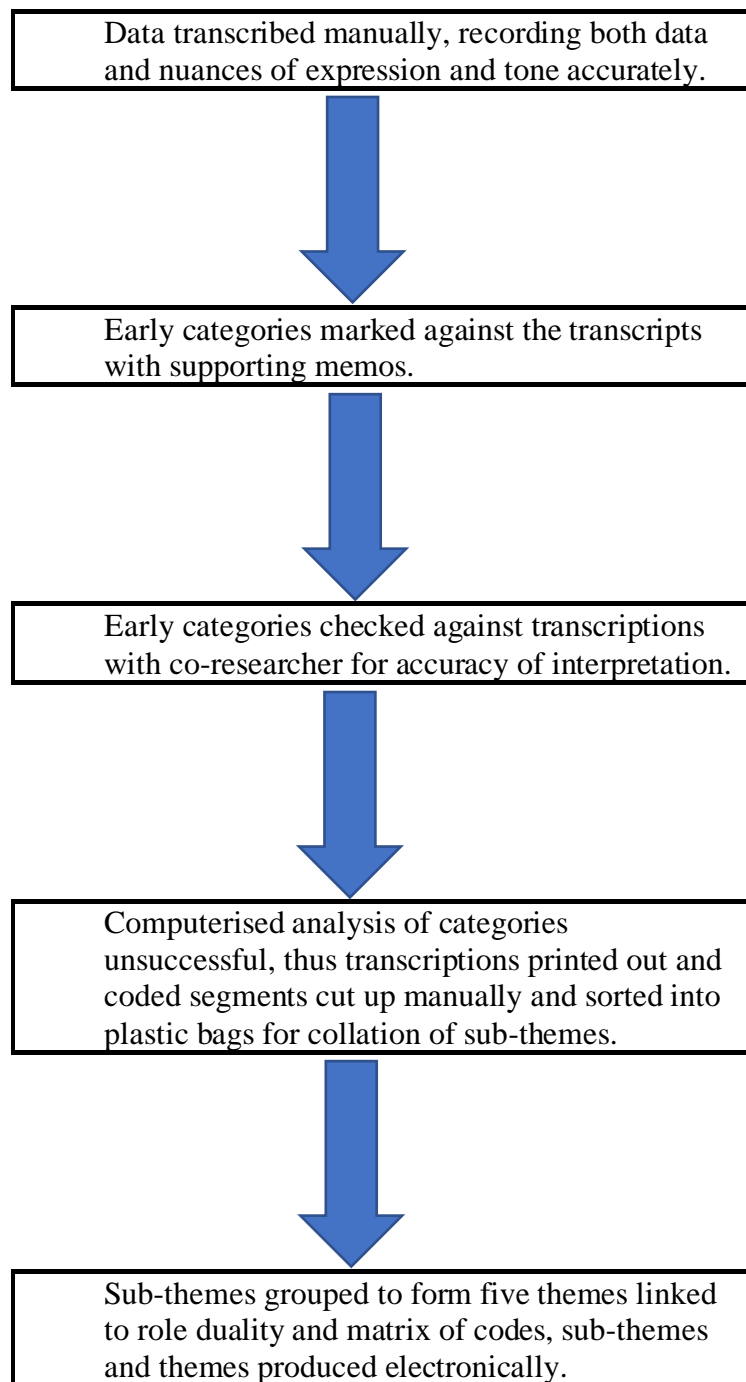 Data transcribed manually, recording both data
and nuances of expression and tone accurately.
Early categories marked against the transcripts
with supporting memos.
Early categories checked against transcriptions
with co-researcher for accuracy of interpretation.
Computerised analysis of categories
unsuccessful, thus transcriptions printed out and
coded segments cut up manually and sorted into
plastic bags for collation of sub-themes.
Sub-themes grouped to form five themes linked
to role duality and matrix of codes, sub-themes
and themes produced electronically.